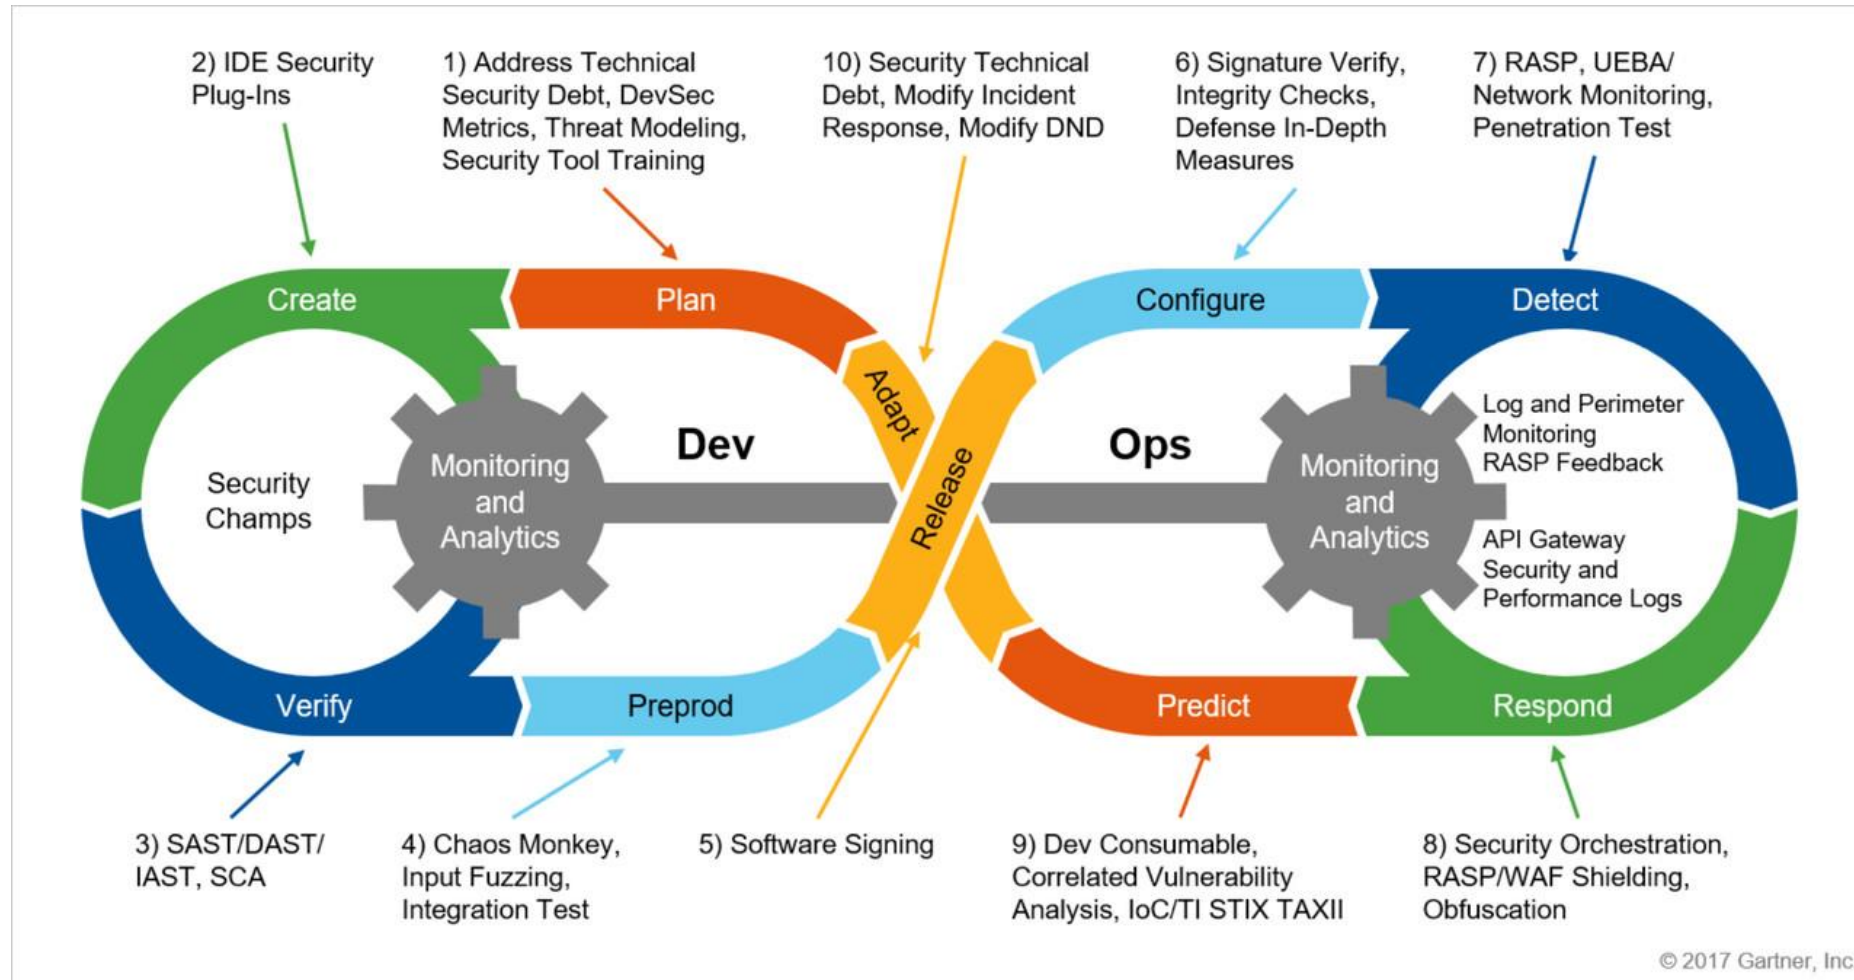 2) IDE Security
Plug-Ins
1) Address Technical
Security Debt, DevSec
Metrics, Threat Modeling,
Security Tool Training
10) Security Technical
Debt, Modify Incident
Response, Modify DND
6) Signature Verify,
Integrity Checks,
Defense In-Depth
Measures
7) RASP, UEBA/
Network Monitoring,
Penetration Test
Create
Plan
Adapt
Release
Configure
Detect
Security
Champs
Monitoring
and
Analytics
Dev
Ops
Monitoring
and
Analytics
Log and Perimeter
Monitoring
RASP Feedback
API Gateway
Security and
Performance Logs
Verify
Preprod
Predict
Respond
3) SAST/DAST/
IAST, SCA
4) Chaos Monkey,
Input Fuzzing,
Integration Test
5) Software Signing
9) Dev Consumable,
Correlated Vulnerability
Analysis, IoC/TI STIX TAXII
8) Security Orchestration,
RASP/WAF Shielding,
Obfuscation
© 2017 Gartner, Inc